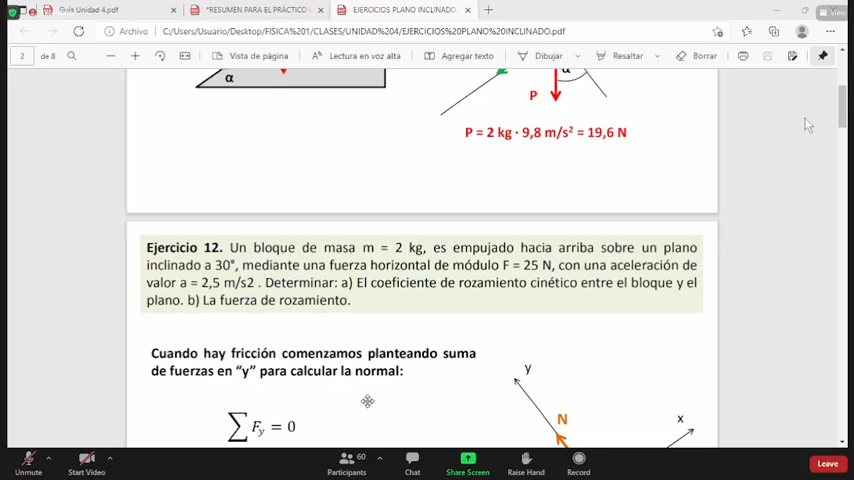 Guía Unidad 4.pdf
*RESUMEN PARA EL PRÁCTICO
EJERCICIOS PLANO INCLINADO.
View
Archivo
C:/Users/Usuario/Desktop/FISICA%201/CLASES/UNIDAD%204/EJERCICIOS%20PLANO%20INCLINADO.pdf
2
de 8
Vista de página
Lectura en voz alta
Agregar texto
Dibujar
Resaltar
Borrar
α
α
P
P = 2 kg · 9,8 m/s² = 19,6 N
Ejercicio 12. Un bloque de masa m = 2 kg, es empujado hacia arriba sobre un plano
inclinado a 30°, mediante una fuerza horizontal de módulo F = 25 N, con una aceleración de
valor a = 2,5 m/s2 . Determinar: a) El coeficiente de rozamiento cinético entre el bloque y el
plano. b) La fuerza de rozamiento.
Cuando hay fricción comenzamos planteando suma
de fuerzas en “y” para calcular la normal:
y
N
x
∑ Fy = 0
Unmute
Start Video
60
Participants
Chat
Share Screen
Raise Hand
Record
Leave